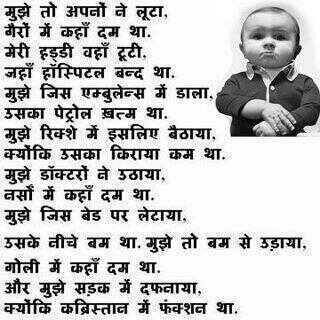 मुझे तो अपनों ने लूटा,
गैरों में कहाँ दम था.
मेरी हड्डी वहाँ टूटी,
जहाँ हॉस्पिटल बन्द था.
मुझे जिस एम्बुलेन्स में डाला,
उसका पेट्रोल ख़त्म था.
मुझे रिक्शे में इसलिए बैठाया,
क्योंकि उसका किराया कम था.
मुझे डॉक्टरों ने उठाया,
नर्सों में कहाँ दम था.
मुझे जिस बेड पर लेटाया,
उसके नीचे बम था. मुझे तो बम से उड़ाया,
गोली में कहाँ दम था.
और मुझे सड़क में दफनाया,
क्योंकि कब्रिस्तान में फंक्शन था.